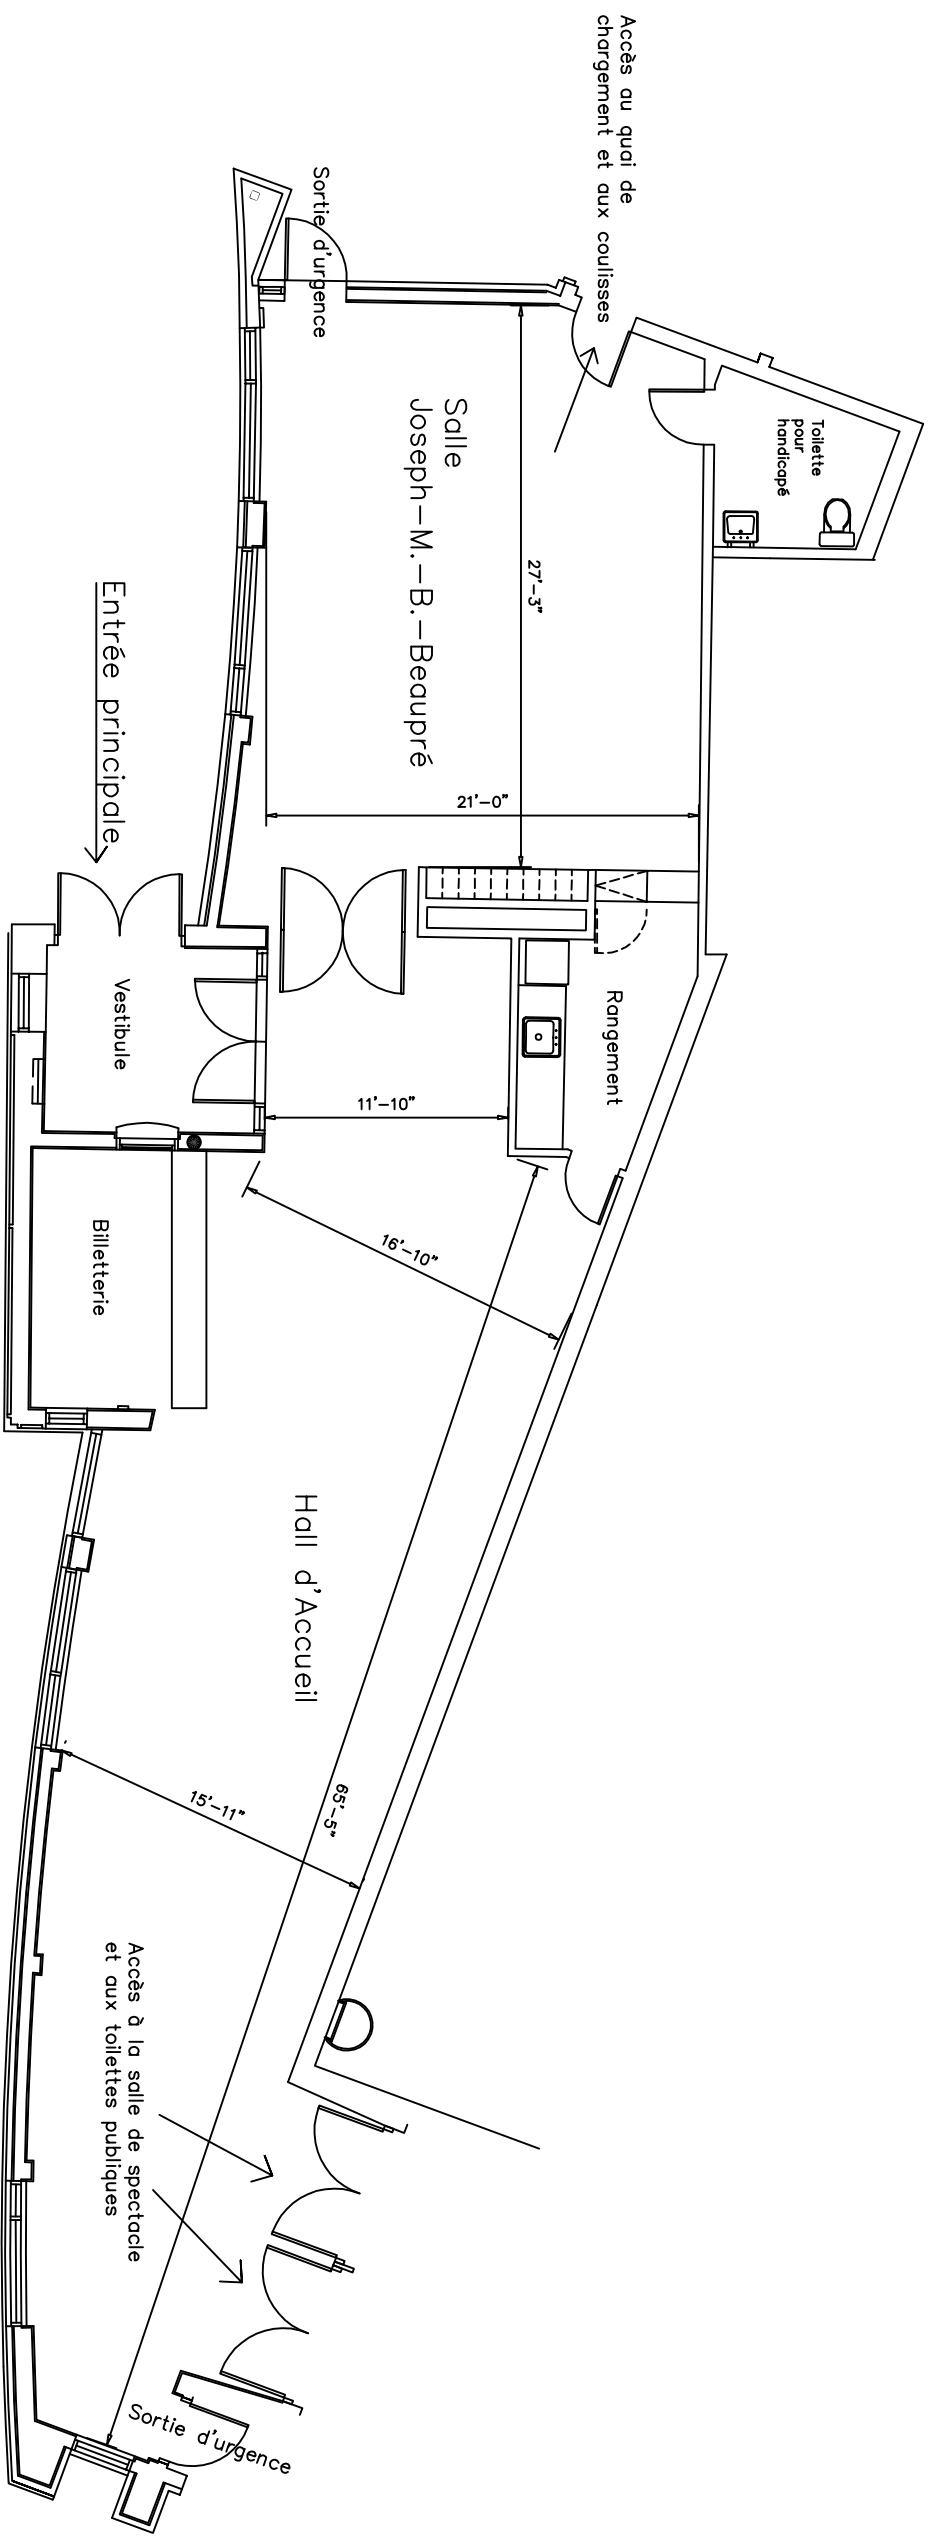 Accès au quai de
chargement et aux coulisses
Sortie d'urgence
Toilette
pour
handicapé
Salle
Joseph-M.-B.-Beaupré
27'-3"
21'-0"
Entrée principale
Vestibule
Rangement
11'-10"
16'-10"
Billetterie
Hall d'Accueil
15'-11"
65'-5"
Accès à la salle de spectacle
et aux toilettes publiques
Sortie d'urgence